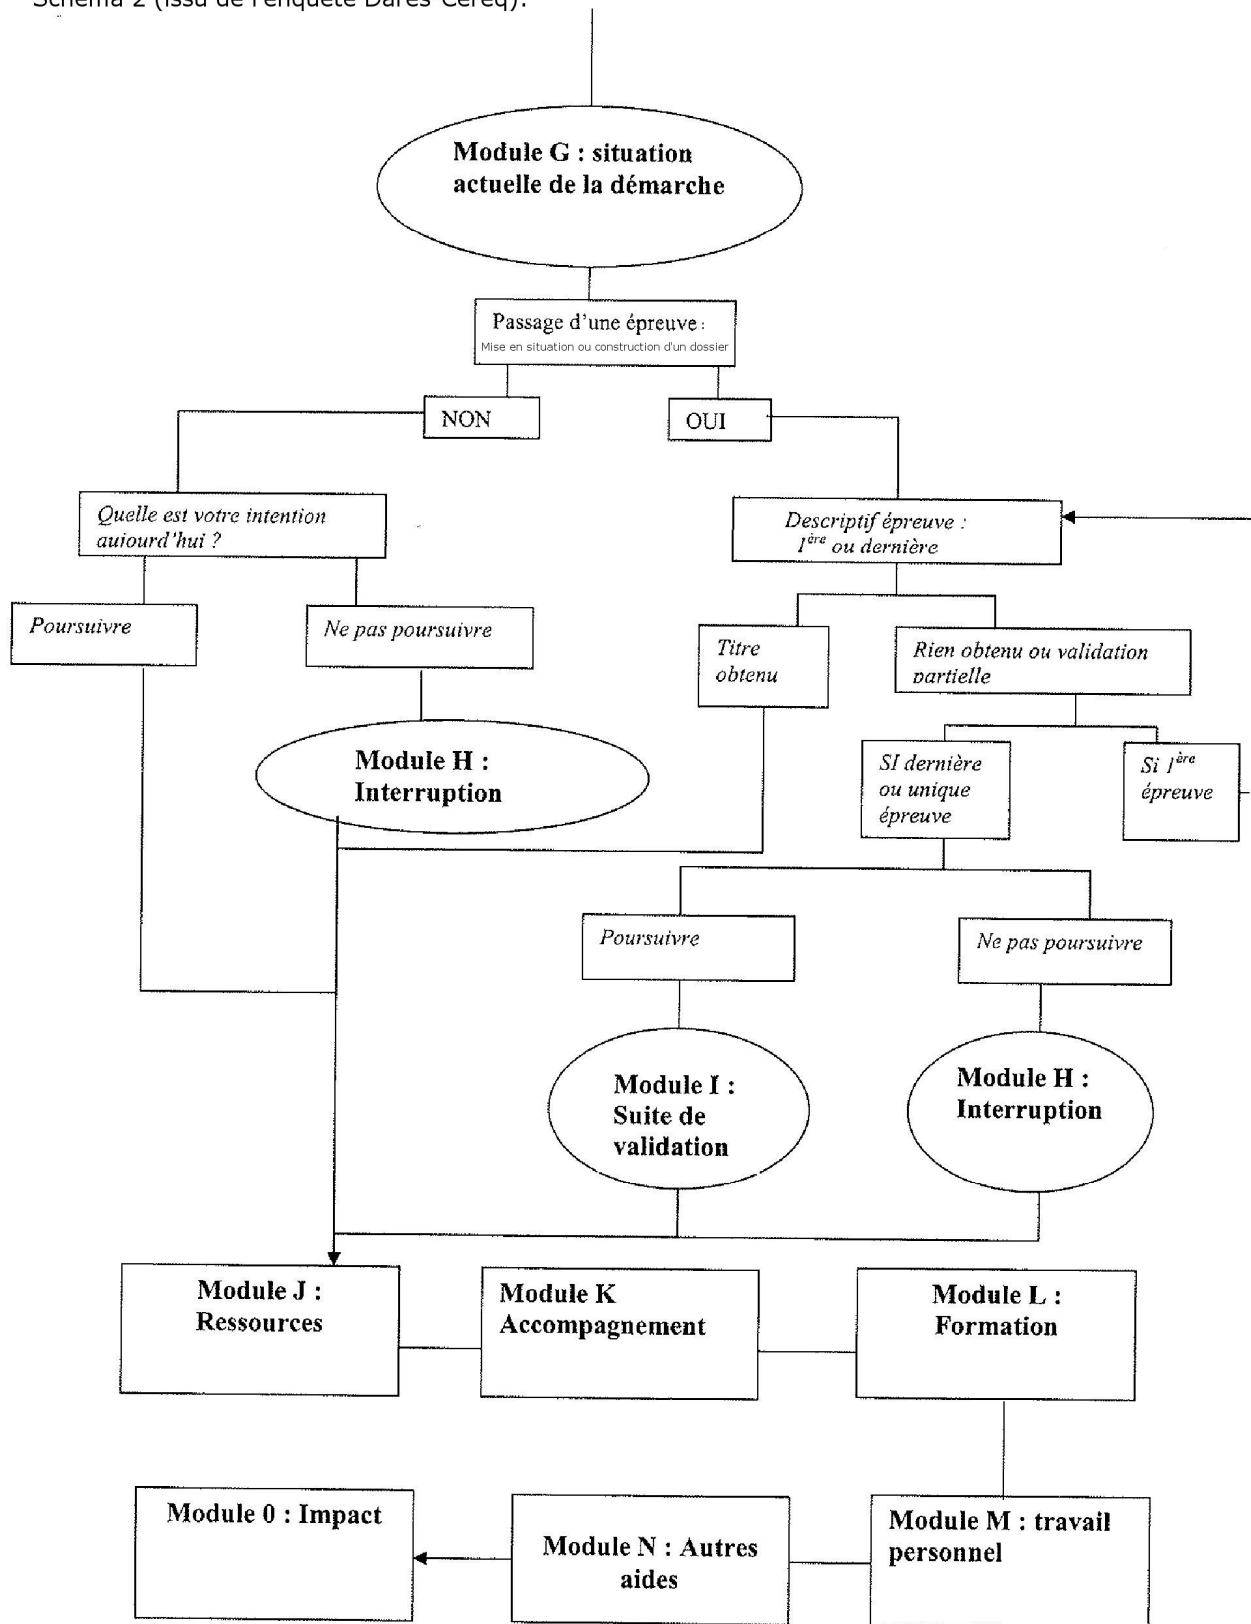 Schéma 2 (issu de l'enquête Dares-Céreq):
Module G : situation
actuelle de la démarche
Passage d'une épreuve :
Mise en situation ou construction d'un dossier
NON
OUI
Quelle est votre intention
aujourd'hui ?
Descriptif épreuve :
1ère ou dernière
Poursuivre
Ne pas poursuivre
Titre
obtenu
Rien obtenu ou validation
partielle
Module H :
Interruption
SI dernière
ou unique
épreuve
Si 1ère
épreuve
Poursuivre
Ne pas poursuivre
Module I :
Suite de
validation
Module H :
Interruption
Module J :
Ressources
Module K
Accompagnement
Module L :
Formation
Module 0 : Impact
Module N : Autres
aides
Module M : travail
personnel